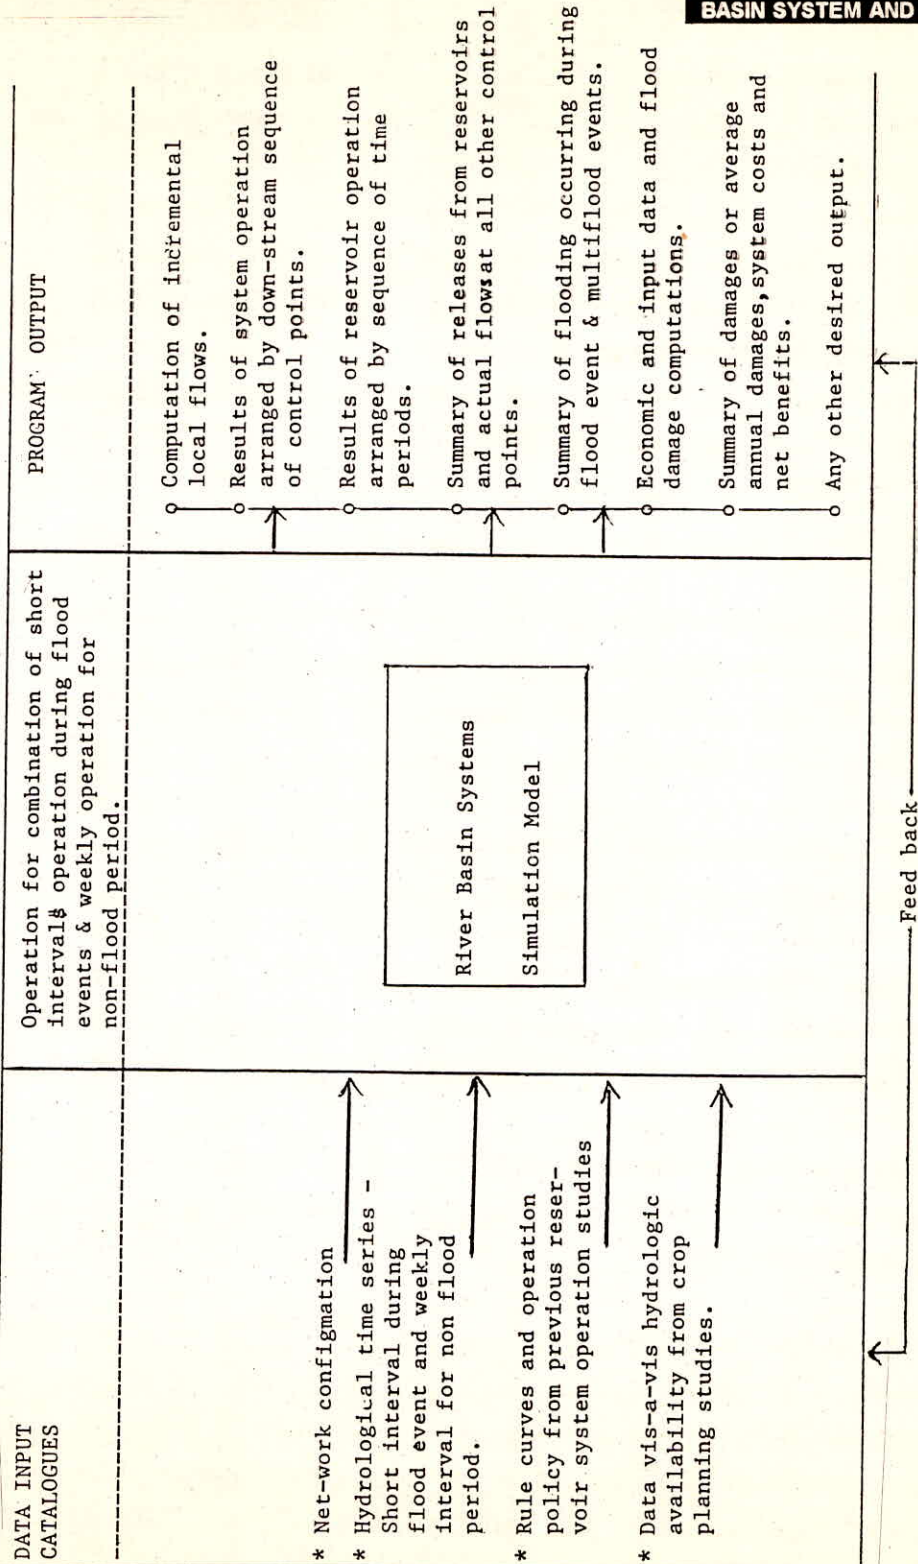 BASIN SYSTEM AND
DATA INPUT
CATALOGUES
* Net-work configmation
* Hydrological time series -
Short interval during
flood event and weekly
interval for non flood
period.
* Rule curves and operation
policy from previous reser-
voir system operation studies
* Data vis-a-vis hydrologic
availability from crop
planning studies.
Operation for combination of short
intervals operation during flood
events & weekly operation for
non-flood period.
River Basin Systems
Simulation Model
PROGRAM OUTPUT
Computation of incremental
local flows.
Results of system operation
arranged by down-stream sequence
of control points.
Results of reservoir operation
arranged by sequence of time
periods.
Summary of releases from reservoirs
and actual flows at all other control
points.
Summary of flooding occurring during
flood event & multiflood events.
Economic and input data and flood
damage computations.
Summary of damages or average
annual damages,system costs and
net benefits.
Any other desired output.
Feed back